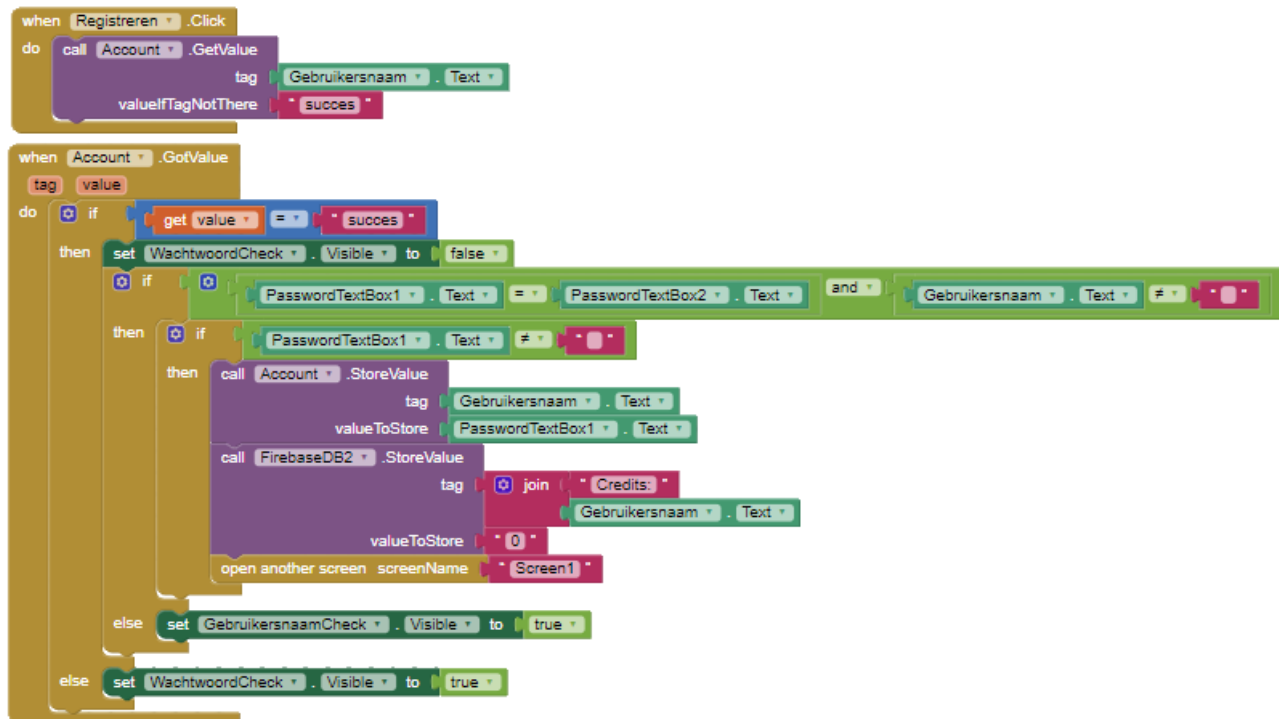 when Registreren .Click
do call Account .GetValue
tag Gebruikersnaam . Text
valueIfTagNotThere " succes "
when Account .GotValue
tag value
do if get value = " succes "
then set WachtwoordCheck . Visible to false
if PasswordTextBox1 . Text = PasswordTextBox2 . Text and Gebruikersnaam . Text ≠ " "
then if PasswordTextBox1 . Text ≠ " "
then call Account .StoreValue
tag Gebruikersnaam . Text
valueToStore PasswordTextBox1 . Text
call FirebaseDB2 .StoreValue
tag join " Credits: "
Gebruikersnaam . Text
valueToStore " 0 "
open another screen screenName " Screen1 "
else set GebruikersnaamCheck . Visible to true
else set WachtwoordCheck . Visible to true